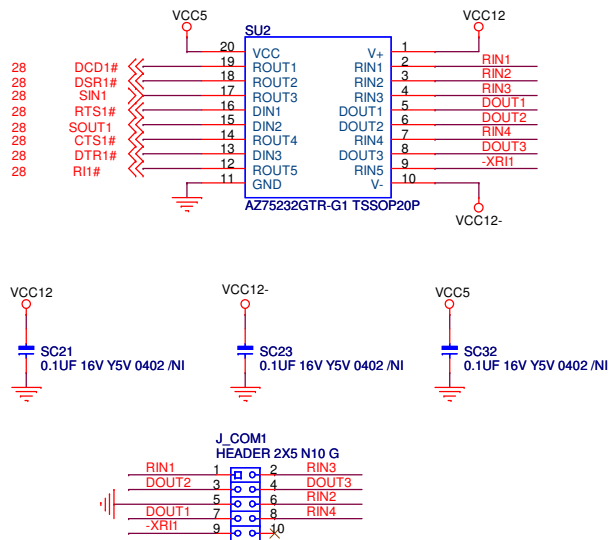 VCC5 VCC12
SU2
20 VCC V+ 1
28 DCD1# 19 ROUT1 RIN1 2 RIN1
28 DSR1# 18 ROUT2 RIN2 3 RIN2
28 SIN1 17 ROUT3 RIN3 4 RIN3
28 RTS1# 16 DIN1 DOUT1 5 DOUT1
28 SOUT1 15 DIN2 DOUT2 6 DOUT2
28 CTS1# 14 ROUT4 RIN4 7 RIN4
28 DTR1# 13 DIN3 DOUT3 8 DOUT3
28 RI1# 12 ROUT5 RIN5 9 -XRI1
11 GND V- 10
AZ75232GTR-G1 TSSOP20P
VCC12-
VCC12 VCC12- VCC5
SC21 SC23 SC32
0.1UF 16V Y5V 0402 /NI 0.1UF 16V Y5V 0402 /NI 0.1UF 16V Y5V 0402 /NI
J_COM1
HEADER 2X5 N10 G
RIN1 1 2 RIN3
DOUT2 3 4 DOUT3
5 6 RIN2
DOUT1 7 8 RIN4
-XRI1 9 10